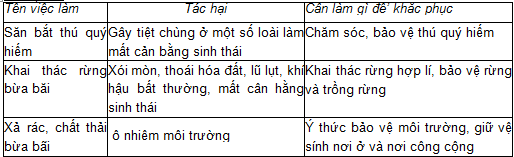 Tên việc làm Tác hại Cần làm gì để khắc phục
Săn bắt thú quý hiếm Gây tiệt chủng ở một số loài làm mất cân bằng sinh thái Chăm sóc, bảo vệ thú quý hiếm
Khai thác rừng bừa bãi Xói mòn, thoái hóa đất, lũ lụt, khí hậu bất thường, mất cân hằng sinh thái Khai thác rừng hợp lí, bảo vệ rừng và trồng rừng
Xả rác, chất thải bừa bãi ô nhiêm môi trường Ý thức bảo vệ môi trường, giữ vệ sính nơi ở và nơi công cộng